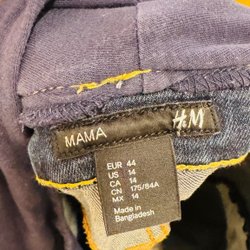 MAMA H&M
EUR 44
US 14
CA 14
CN 175/84A
MX 14
Made in
Bangladesh